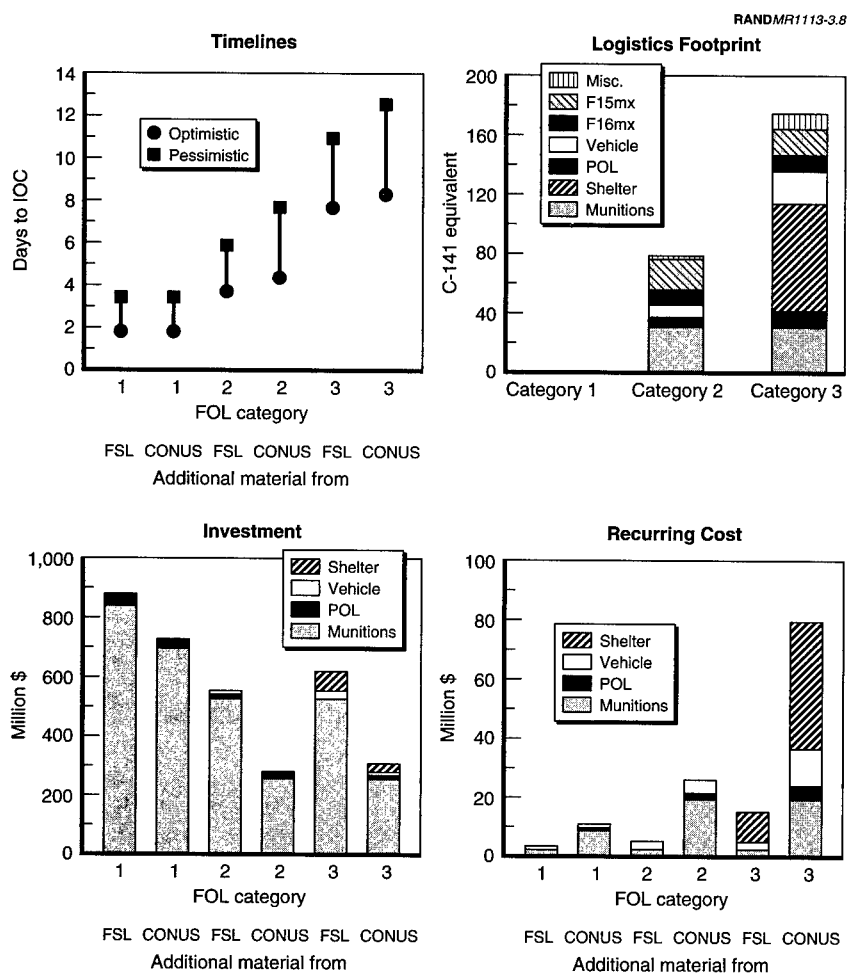 RANDMR1113-3.8
Timelines
14
12
10
8
6
4
2
0
Days to IOC
Optimistic
Pessimistic
1 1 2 2 3 3
FOL category
FSL CONUS FSL CONUS FSL CONUS
Additional material from
Logistics Footprint
200
160
120
80
40
0
C-141 equivalent
Misc.
F15mx
F16mx
Vehicle
POL
Shelter
Munitions
Category 1 Category 2 Category 3
Investment
1,000
800
600
400
200
0
Million $
Shelter
Vehicle
POL
Munitions
1 1 2 2 3 3
FOL category
FSL CONUS FSL CONUS FSL CONUS
Additional material from
Recurring Cost
100
80
60
40
20
0
Million $
Shelter
Vehicle
POL
Munitions
1 1 2 2 3 3
FOL category
FSL CONUS FSL CONUS FSL CONUS
Additional material from